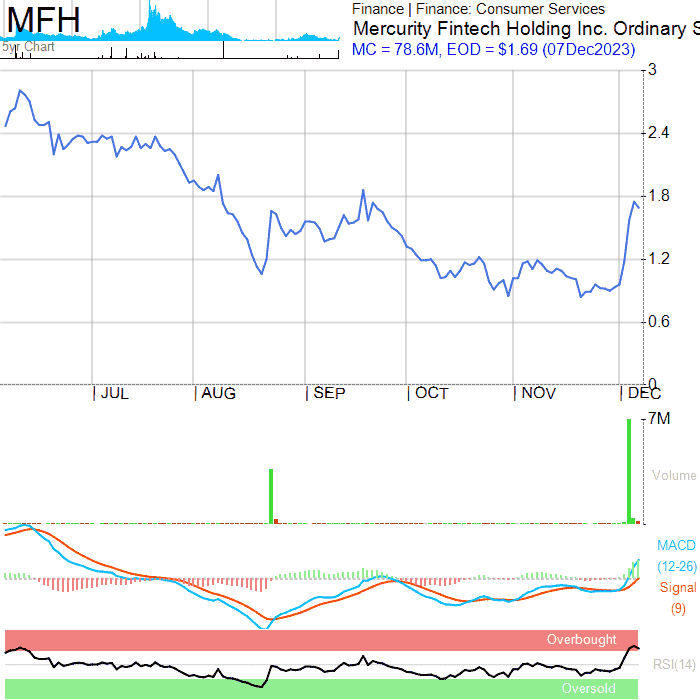 MFH
5yr Chart
Finance | Finance: Consumer Services
Mercurity Fintech Holding Inc. Ordinary S
MC = 78.6M, EOD = $1.69 (07Dec2023)
3
2.4
1.8
1.2
0.6
0
JUL
AUG
SEP
OCT
NOV
DEC
7M
Volume
MACD
(12-26)
Signal
(9)
Overbought
RSI(14)
Oversold